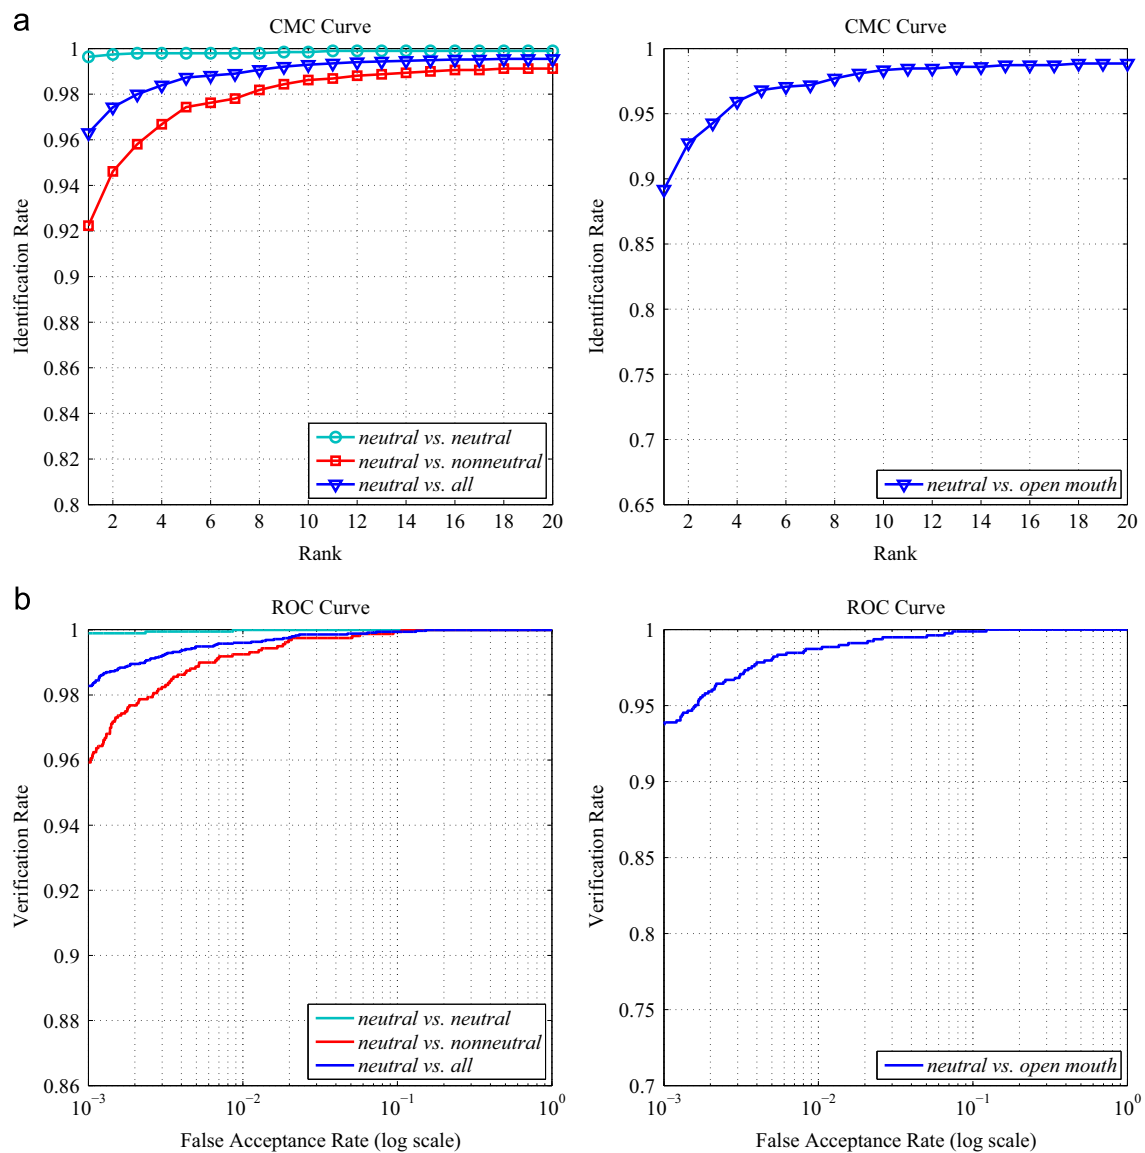 a
CMC Curve
1
0.98
0.96
0.94
0.92
0.9
0.88
0.86
0.84
0.82
0.8
Identification Rate
neutral vs. neutral
neutral vs. nonneutral
neutral vs. all
2 4 6 8 10 12 14 16 18 20
Rank
CMC Curve
1
0.95
0.9
0.85
0.8
0.75
0.7
0.65
Identification Rate
neutral vs. open mouth
2 4 6 8 10 12 14 16 18 20
Rank
b
ROC Curve
1
0.98
0.96
0.94
0.92
0.9
0.88
0.86
Verification Rate
neutral vs. neutral
neutral vs. nonneutral
neutral vs. all
10⁻³ 10⁻² 10⁻¹ 10⁰
False Acceptance Rate (log scale)
ROC Curve
1
0.95
0.9
0.85
0.8
0.75
0.7
Verification Rate
neutral vs. open mouth
10⁻³ 10⁻² 10⁻¹ 10⁰
False Acceptance Rate (log scale)